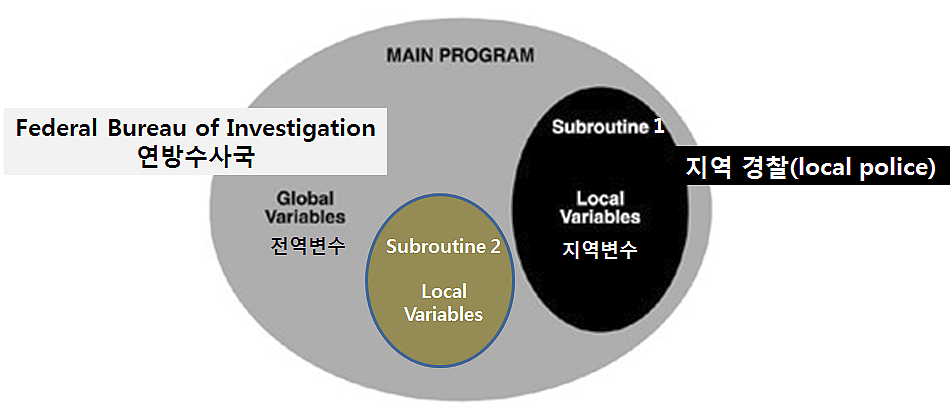 MAIN PROGRAM
Federal Bureau of Investigation
연방수사국
Subroutine 1
지역 경찰(local police)
Global
Variables
전역변수
Local
Variables
지역변수
Subroutine 2
Local
Variables